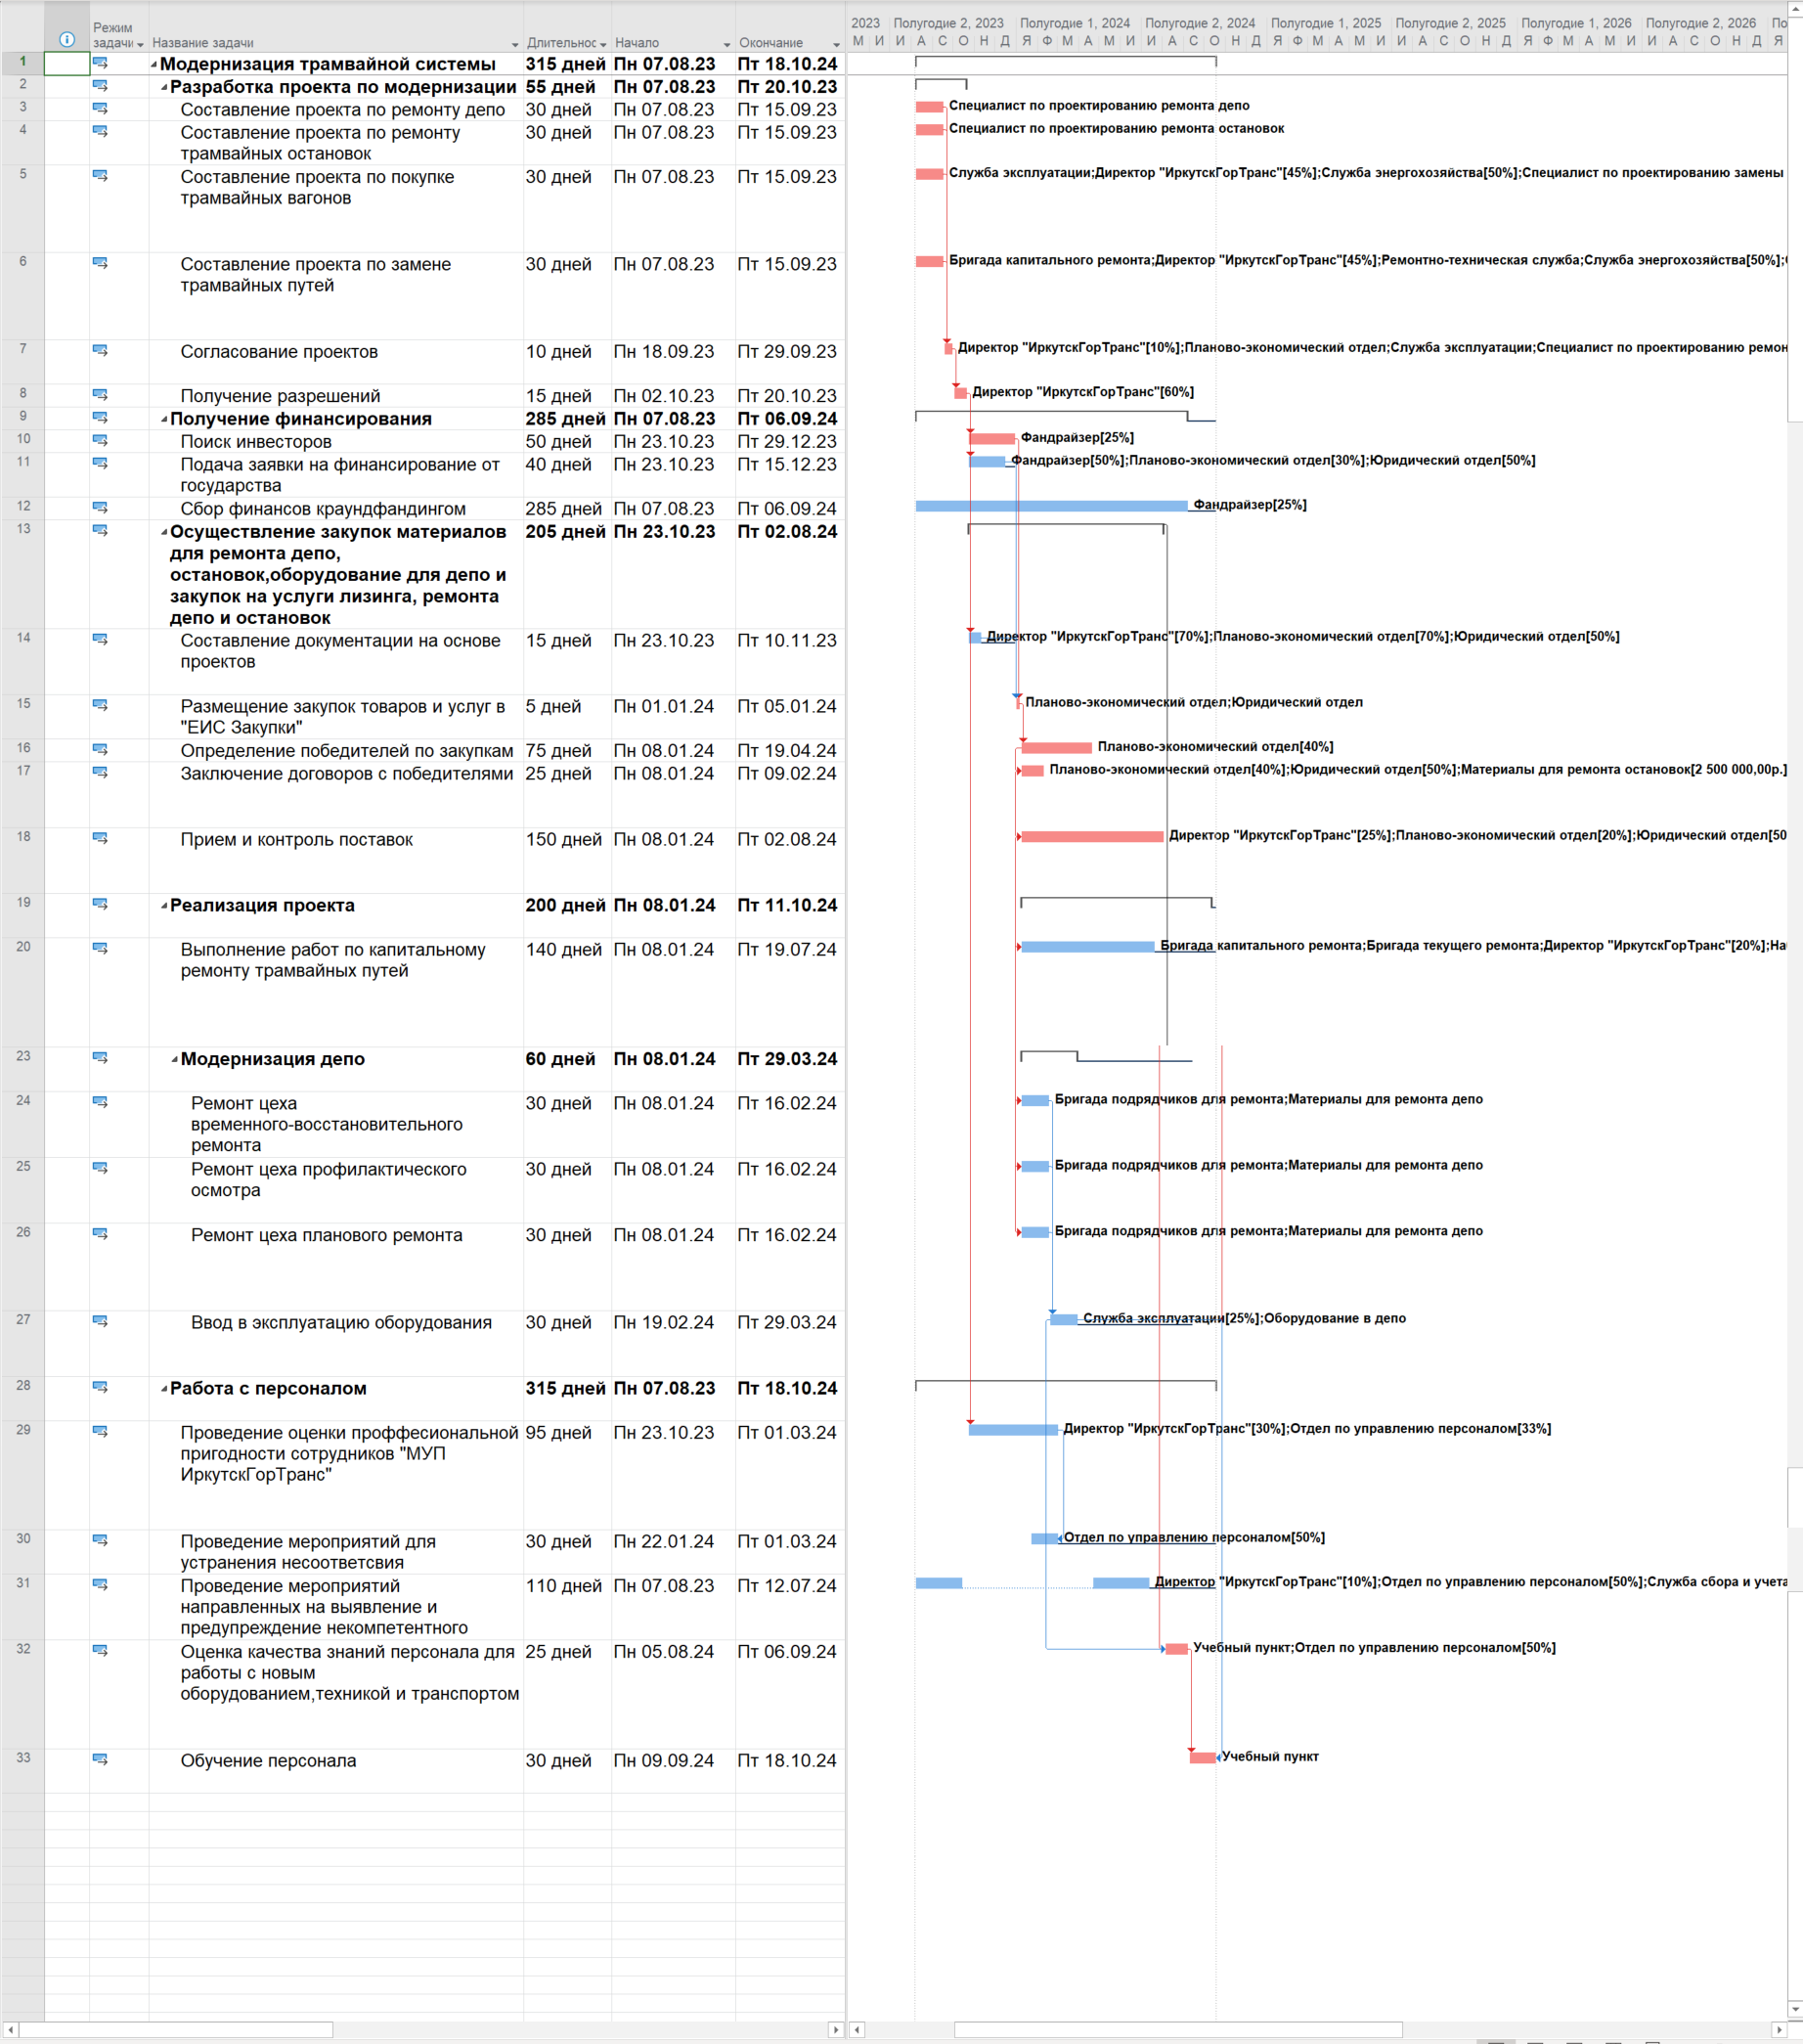 Режим задачи	Название задачи	Длительнос	Начало	Окончание
2023	Полугодие 2, 2023	Полугодие 1, 2024	Полугодие 2, 2024	Полугодие 1, 2025	Полугодие 2, 2025	Полугодие 1, 2026	Полугодие 2, 2026	По
М И И А С О Н Д Я Ф М А М И И А С О Н Д Я Ф М А М И И А С О Н Д Я Ф М А М И И А С О Н Д Я
1	Модернизация трамвайной системы	315 дней	Пн 07.08.23	Пт 18.10.24
2	Разработка проекта по модернизации	55 дней	Пн 07.08.23	Пт 20.10.23
3	Составление проекта по ремонту депо	30 дней	Пн 07.08.23	Пт 15.09.23	Специалист по проектированию ремонта депо
4	Составление проекта по ремонту	30 дней	Пн 07.08.23	Пт 15.09.23	Специалист по проектированию ремонта остановок
трамвайных остановок
5	Составление проекта по покупке	30 дней	Пн 07.08.23	Пт 15.09.23	Служба эксплуатации;Директор "ИркутскГорТранс"[45%];Служба энергохозяйства[50%];Специалист по проектированию замены
трамвайных вагонов
6	Составление проекта по замене	30 дней	Пн 07.08.23	Пт 15.09.23	Бригада капитального ремонта;Директор "ИркутскГорТранс"[45%];Ремонтно-техническая служба;Служба энергохозяйства[50%];
трамвайных путей
7	Согласование проектов	10 дней	Пн 18.09.23	Пт 29.09.23	Директор "ИркутскГорТранс"[10%];Планово-экономический отдел;Служба эксплуатации;Специалист по проектированию ремон
8	Получение разрешений	15 дней	Пн 02.10.23	Пт 20.10.23	Директор "ИркутскГорТранс"[60%]
9	Получение финансирования	285 дней	Пн 07.08.23	Пт 06.09.24
10	Поиск инвесторов	50 дней	Пн 23.10.23	Пт 29.12.23	Фандрайзер[25%]
11	Подача заявки на финансирование от	40 дней	Пн 23.10.23	Пт 15.12.23	Фандрайзер[50%];Планово-экономический отдел[30%];Юридический отдел[50%]
государства
12	Сбор финансов краундфандингом	285 дней	Пн 07.08.23	Пт 06.09.24	Фандрайзер[25%]
13	Осуществление закупок материалов	205 дней	Пн 23.10.23	Пт 02.08.24
для ремонта депо,
остановок,оборудование для депо и
закупок на услуги лизинга, ремонта
депо и остановок
14	Составление документации на основе	15 дней	Пн 23.10.23	Пт 10.11.23	Директор "ИркутскГорТранс"[70%];Планово-экономический отдел[70%];Юридический отдел[50%]
проектов
15	Размещение закупок товаров и услуг в	5 дней	Пн 01.01.24	Пт 05.01.24	Планово-экономический отдел;Юридический отдел
"ЕИС Закупки"
16	Определение победителей по закупкам	75 дней	Пн 08.01.24	Пт 19.04.24	Планово-экономический отдел[40%]
17	Заключение договоров с победителями	25 дней	Пн 08.01.24	Пт 09.02.24	Планово-экономический отдел[40%];Юридический отдел[50%];Материалы для ремонта остановок[2 500 000,00р.]
18	Прием и контроль поставок	150 дней	Пн 08.01.24	Пт 02.08.24	Директор "ИркутскГорТранс"[25%];Планово-экономический отдел[20%];Юридический отдел[50
19	Реализация проекта	200 дней	Пн 08.01.24	Пт 11.10.24
20	Выполнение работ по капитальному	140 дней	Пн 08.01.24	Пт 19.07.24	Бригада капитального ремонта;Бригада текущего ремонта;Директор "ИркутскГорТранс"[20%];На
ремонту трамвайных путей
23	Модернизация депо	60 дней	Пн 08.01.24	Пт 29.03.24
24	Ремонт цеха	30 дней	Пн 08.01.24	Пт 16.02.24	Бригада подрядчиков для ремонта;Материалы для ремонта депо
временного-восстановительного
ремонта
25	Ремонт цеха профилактического	30 дней	Пн 08.01.24	Пт 16.02.24	Бригада подрядчиков для ремонта;Материалы для ремонта депо
осмотра
26	Ремонт цеха планового ремонта	30 дней	Пн 08.01.24	Пт 16.02.24	Бригада подрядчиков для ремонта;Материалы для ремонта депо
27	Ввод в эксплуатацию оборудования	30 дней	Пн 19.02.24	Пт 29.03.24	Служба эксплуатации[25%];Оборудование в депо
28	Работа с персоналом	315 дней	Пн 07.08.23	Пт 18.10.24
29	Проведение оценки проффесиональной	95 дней	Пн 23.10.23	Пт 01.03.24	Директор "ИркутскГорТранс"[30%];Отдел по управлению персоналом[33%]
пригодности сотрудников "МУП
ИркутскГорТранс"
30	Проведение мероприятий для	30 дней	Пн 22.01.24	Пт 01.03.24	Отдел по управлению персоналом[50%]
устранения несоответсвия
31	Проведение мероприятий	110 дней	Пн 07.08.23	Пт 12.07.24	Директор "ИркутскГорТранс"[10%];Отдел по управлению персоналом[50%];Служба сбора и учета
направленных на выявление и
предупреждение некомпетентного
32	Оценка качества знаний персонала для	25 дней	Пн 05.08.24	Пт 06.09.24	Учебный пункт;Отдел по управлению персоналом[50%]
работы с новым
оборудованием,техникой и транспортом
33	Обучение персонала	30 дней	Пн 09.09.24	Пт 18.10.24	Учебный пункт